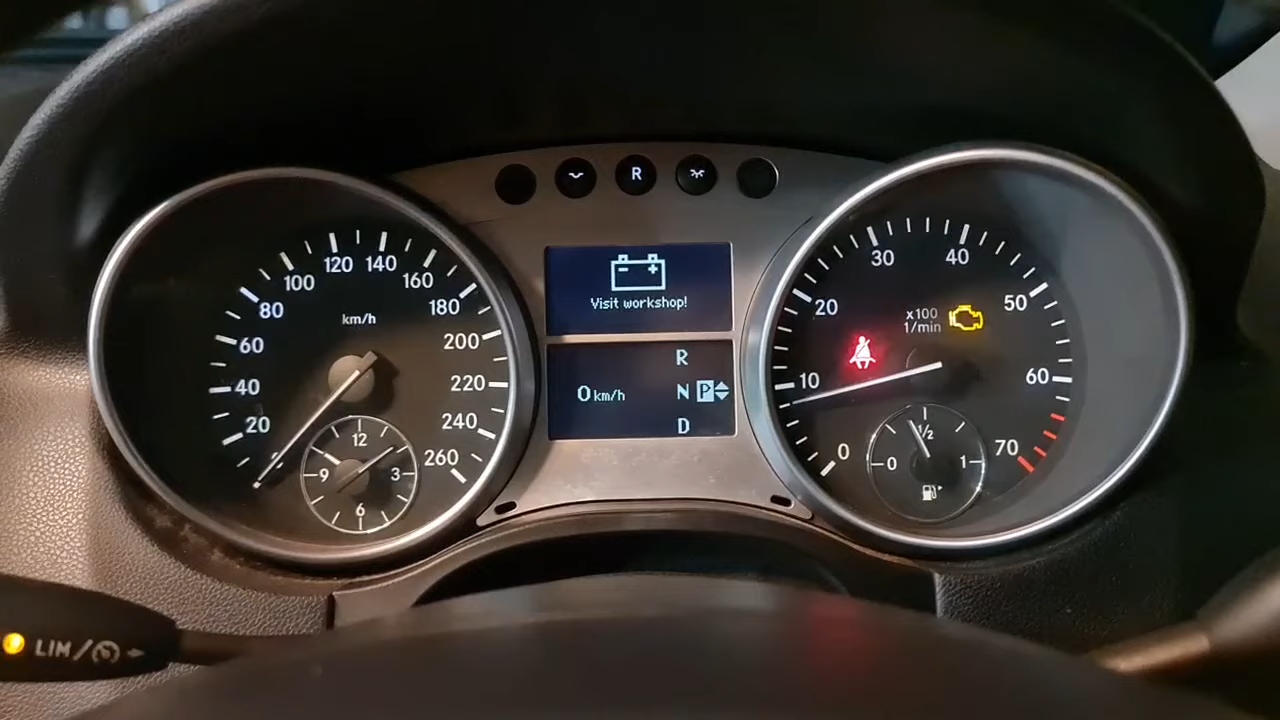 R
120 140
100 160
80 180
km/h
60 200
40 220
20 240
260
12
9 3
6
Visit workshop!
R
0 km/h N P
D
30 40
20 50
x100
1/min
10 60
0 70
1/2
0 1
LIM/